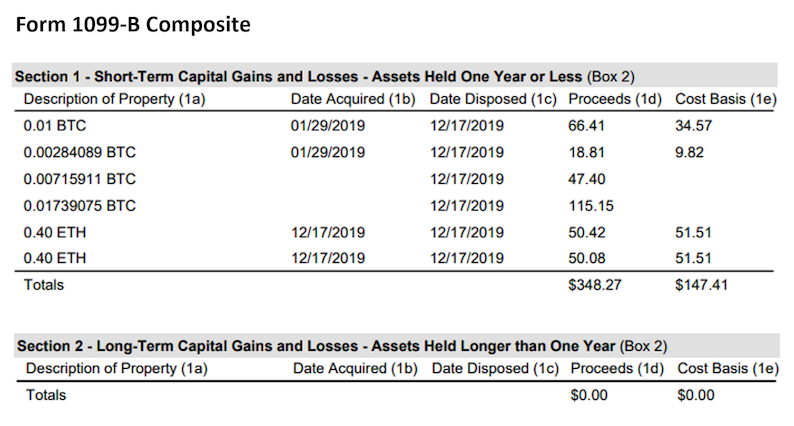 Form 1099-B Composite
Section 1 - Short-Term Capital Gains and Losses - Assets Held One Year or Less (Box 2)
Description of Property (1a) Date Acquired (1b) Date Disposed (1c) Proceeds (1d) Cost Basis (1e)
0.01 BTC 01/29/2019 12/17/2019 66.41 34.57
0.00284089 BTC 01/29/2019 12/17/2019 18.81 9.82
0.00715911 BTC 12/17/2019 47.40
0.01739075 BTC 12/17/2019 115.15
0.40 ETH 12/17/2019 12/17/2019 50.42 51.51
0.40 ETH 12/17/2019 12/17/2019 50.08 51.51
Totals $348.27 $147.41
Section 2 - Long-Term Capital Gains and Losses - Assets Held Longer than One Year (Box 2)
Description of Property (1a) Date Acquired (1b) Date Disposed (1c) Proceeds (1d) Cost Basis (1e)
Totals $0.00 $0.00